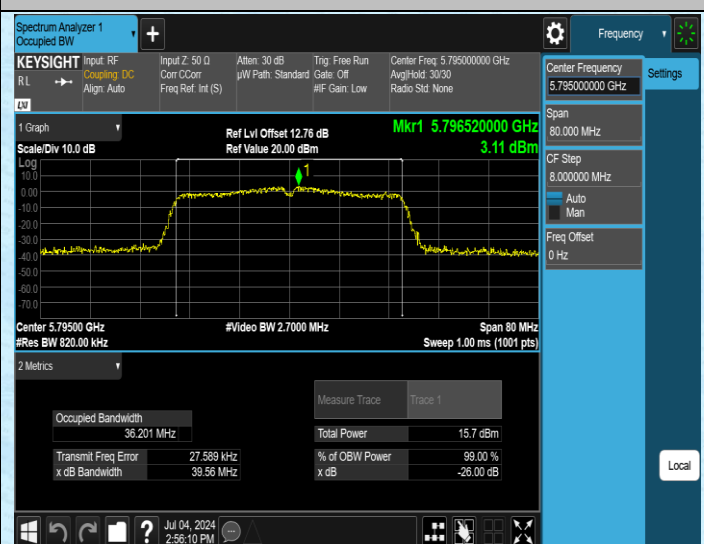 Spectrum Analyzer 1
Occupied BW
Frequency
KEYSIGHT
RL
LXI
Input: RF
Coupling: DC
Align: Auto
Input Z: 50 Ω
Corr CCorr
Freq Ref: Int (S)
Atten: 30 dB
µW Path: Standard
Trig: Free Run
Gate: Off
#IF Gain: Low
Center Freq: 5.795000000 GHz
Avg|Hold: 30/30
Radio Std: None
Center Frequency
5.795000000 GHz
Settings
Span
80.000 MHz
CF Step
8.000000 MHz
Auto
Man
Freq Offset
0 Hz
1 Graph
Scale/Div 10.0 dB
Ref Lvl Offset 12.76 dB
Ref Value 20.00 dBm
Mkr1 5.796520000 GHz
3.11 dBm
Log
10.0
0.00
-10.0
-20.0
-30.0
-40.0
-50.0
-60.0
-70.0
1
Center 5.79500 GHz
#Res BW 820.00 kHz
#Video BW 2.7000 MHz
Span 80 MHz
Sweep 1.00 ms (1001 pts)
2 Metrics
Measure Trace Trace 1
Occupied Bandwidth
36.201 MHz
Total Power 15.7 dBm
Transmit Freq Error 27.589 kHz
% of OBW Power 99.00 %
x dB Bandwidth 39.56 MHz
x dB -26.00 dB
Local
Jul 04, 2024
2:56:10 PM